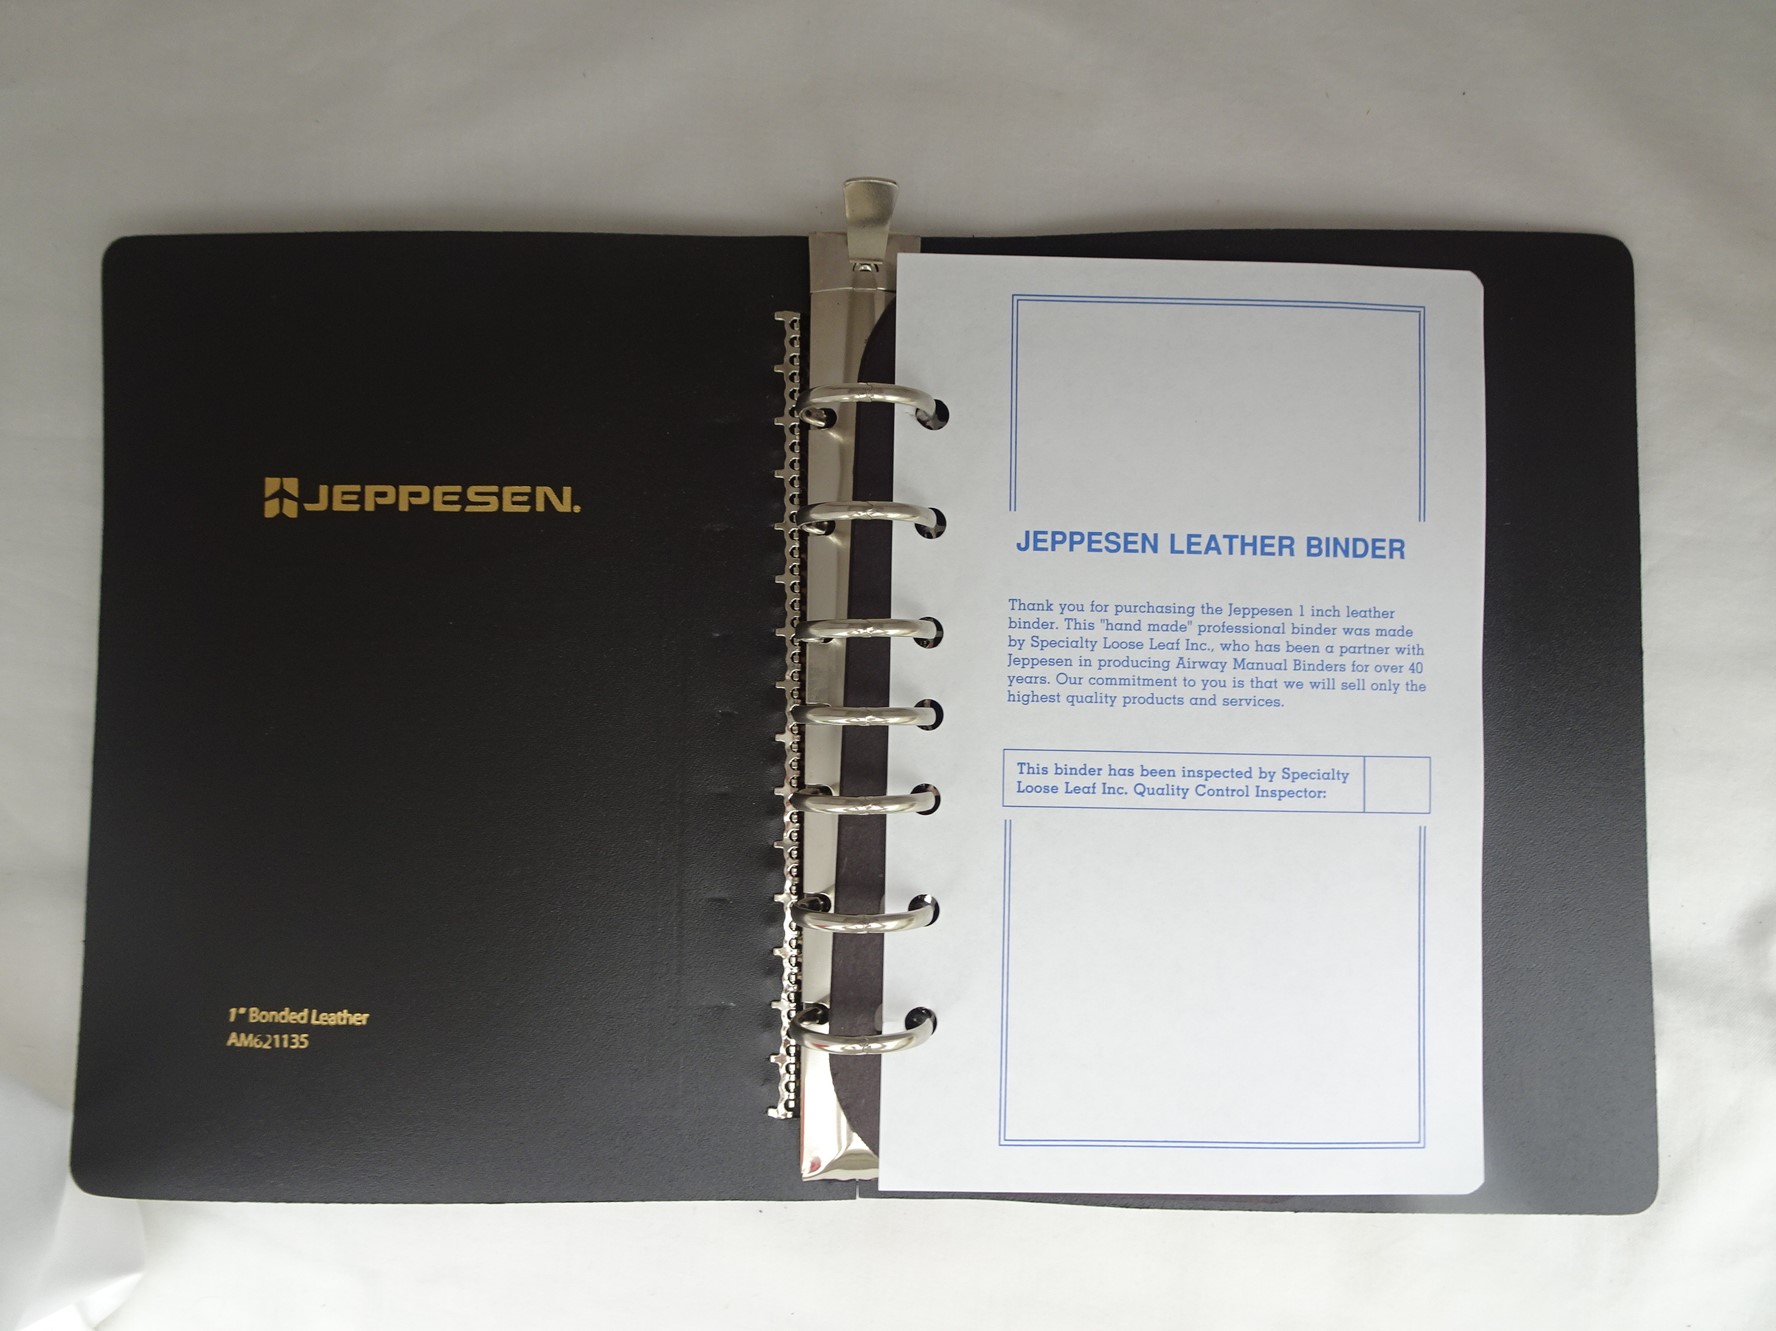 JEPPESEN.
1" Bonded Leather
AM621135
JEPPESEN LEATHER BINDER
Thank you for purchasing the Jeppesen 1 inch leather
binder. This "hand made" professional binder was made
by Specialty Loose Leaf Inc., who has been a partner with
Jeppesen in producing Airway Manual Binders for over 40
years. Our commitment to you is that we will sell only the
highest quality products and services.
This binder has been inspected by Specialty
Loose Leaf Inc. Quality Control Inspector: